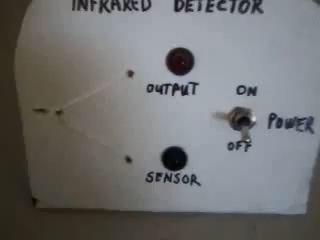 INFRARED DETECTOR
OUTPUT
ON
POWER
OFF
SENSOR